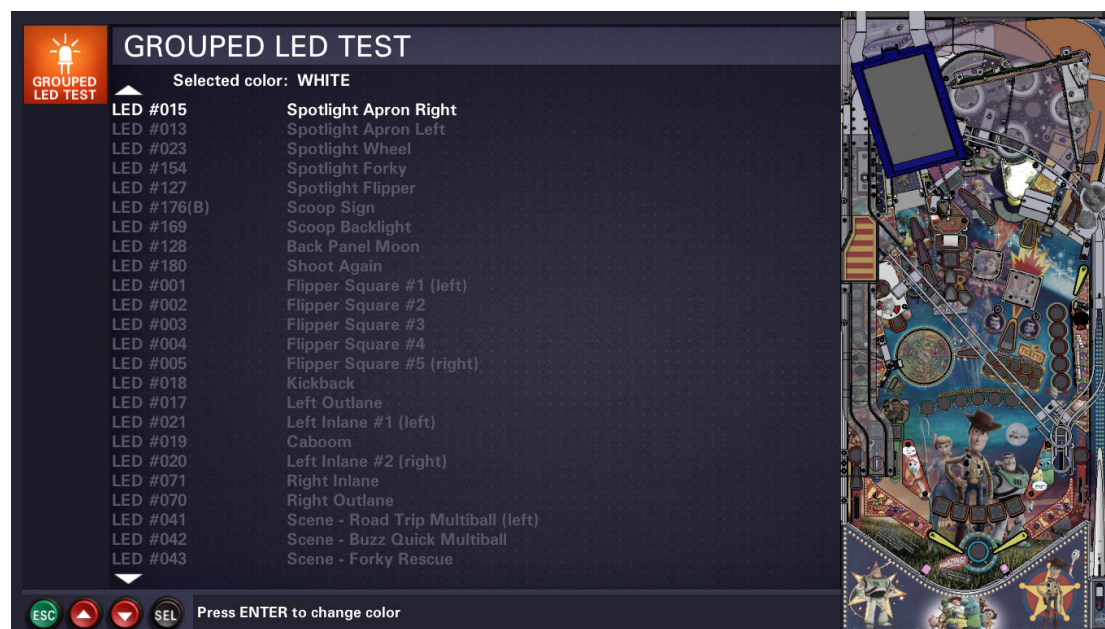 GROUPED LED TEST
GROUPED
LED TEST
Selected color: WHITE
LED #015 Spotlight Apron Right
LED #013 Spotlight Apron Left
LED #023 Spotlight Wheel
LED #154 Spotlight Forky
LED #127 Spotlight Flipper
LED #176(B) Scoop Sign
LED #169 Scoop Backlight
LED #128 Back Panel Moon
LED #180 Shoot Again
LED #001 Flipper Square #1 (left)
LED #002 Flipper Square #2
LED #003 Flipper Square #3
LED #004 Flipper Square #4
LED #005 Flipper Square #5 (right)
LED #018 Kickback
LED #017 Left Outlane
LED #021 Left Inlane #1 (left)
LED #019 Caboom
LED #020 Left Inlane #2 (right)
LED #071 Right Inlane
LED #070 Right Outlane
LED #041 Scene - Road Trip Multiball (left)
LED #042 Scene - Buzz Quick Multiball
LED #043 Scene - Forky Rescue
ESC
SEL
Press ENTER to change color
TICKETS
AMAZING!